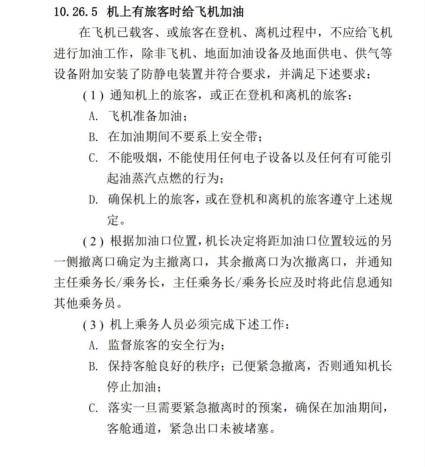 10.26.5 机上有旅客时给飞机加油
在飞机已载客、或旅客在登机、离机过程中，不应给飞机
进行加油工作，除非飞机、地面加油设备及地面供电、供气等
设备附加安装了防静电装置并符合要求，并满足下述要求：
(1) 通知机上的旅客，或正在登机和离机的旅客：
A. 飞机准备加油；
B. 在加油期间不要系上安全带；
C. 不能吸烟，不能使用任何电子设备以及任何有可能引
起油蒸汽点燃的行为；
D. 确保机上的旅客，或在登机和离机的旅客遵守上述规
定。
(2) 根据加油口位置，机长决定将距加油口位置较远的另
一侧撤离口确定为主撤离口，其余撤离口为次撤离口，并通知
主任乘务长/乘务长，主任乘务长/乘务长应及时将此信息通知
其他乘务员。
(3) 机上乘务人员必须完成下述工作：
A. 监督旅客的安全行为；
B. 保持客舱良好的秩序；已便紧急撤离，否则通知机长
停止加油；
C. 落实一旦需要紧急撤离时的预案，确保在加油期间，
客舱通道，紧急出口未被堵塞。